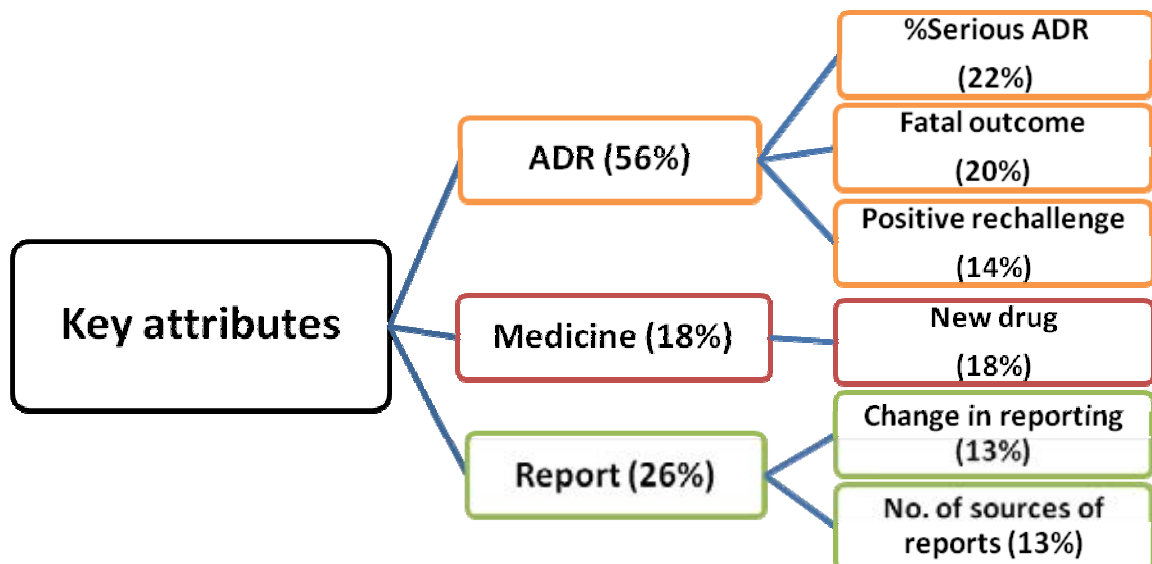 Key attributes
ADR (56%)
%Serious ADR
(22%)
Fatal outcome
(20%)
Positive rechallenge
(14%)
Medicine (18%)
New drug
(18%)
Report (26%)
Change in reporting
(13%)
No. of sources of
reports (13%)